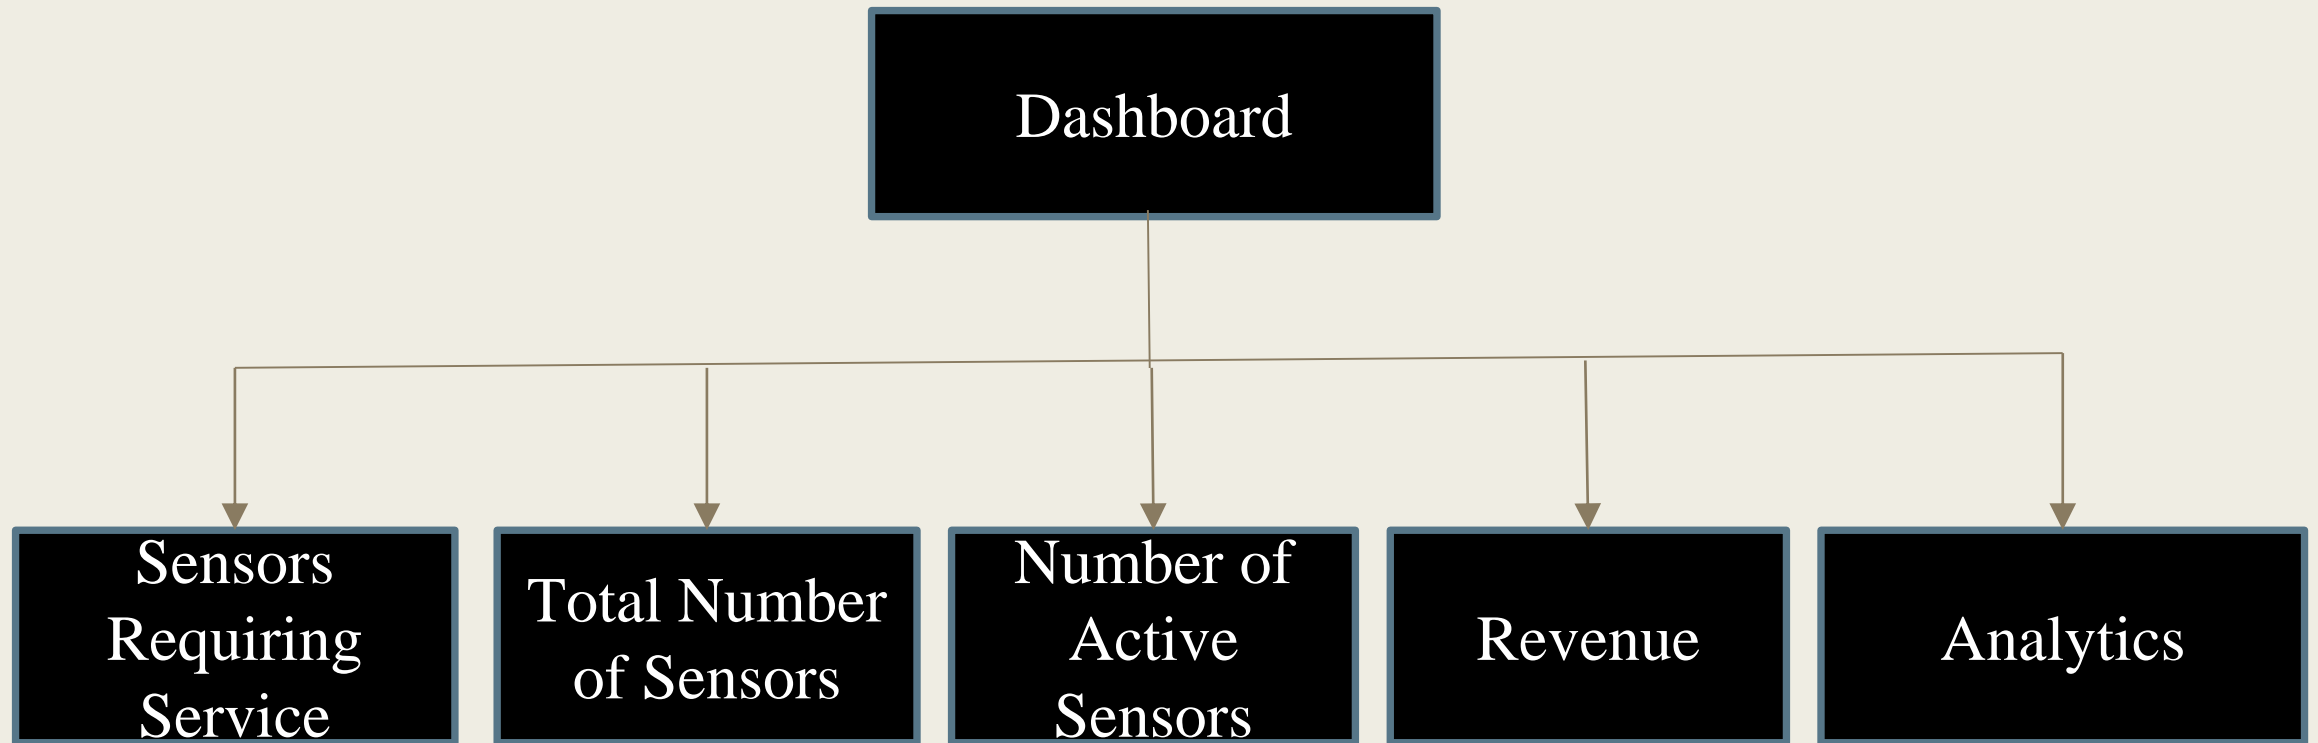 Dashboard
Sensors
Requiring
Service
Total Number
of Sensors
Number of
Active
Sensors
Revenue
Analytics